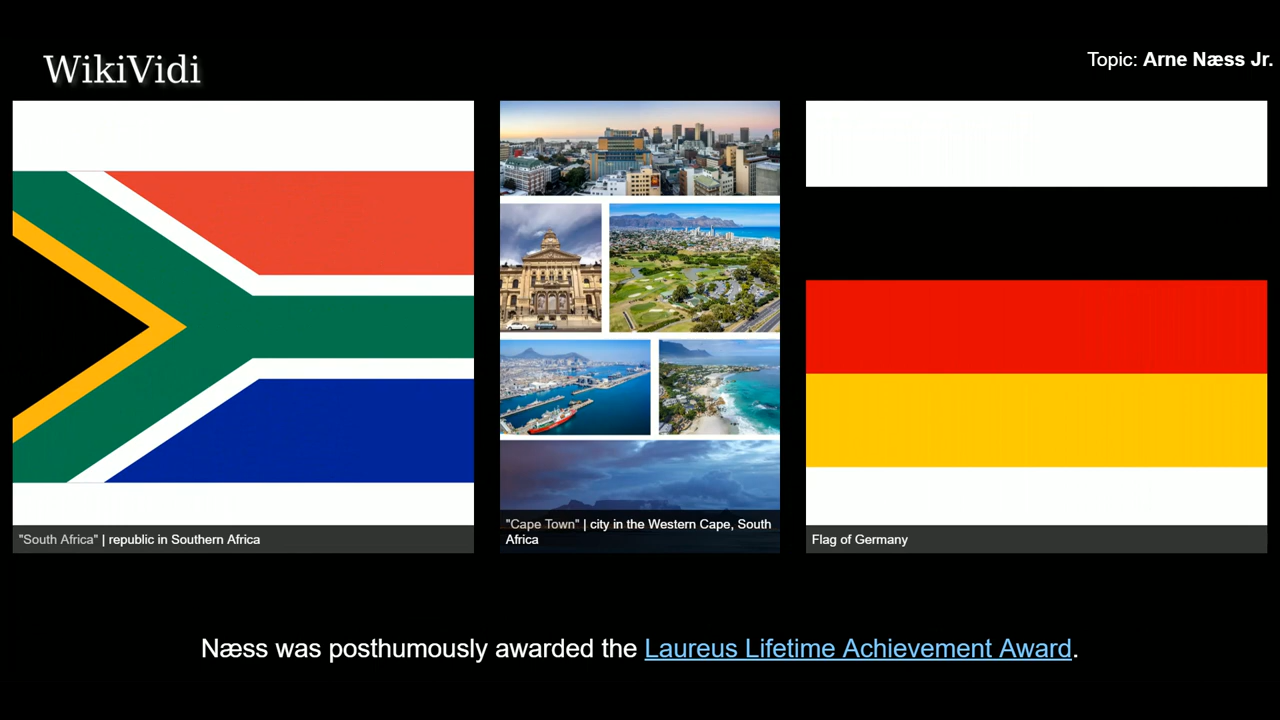 WikiVidi
Topic: Arne Næss Jr.
"South Africa" | republic in Southern Africa
"Cape Town" | city in the Western Cape, South
Africa
Flag of Germany
Næss was posthumously awarded the Laureus Lifetime Achievement Award.